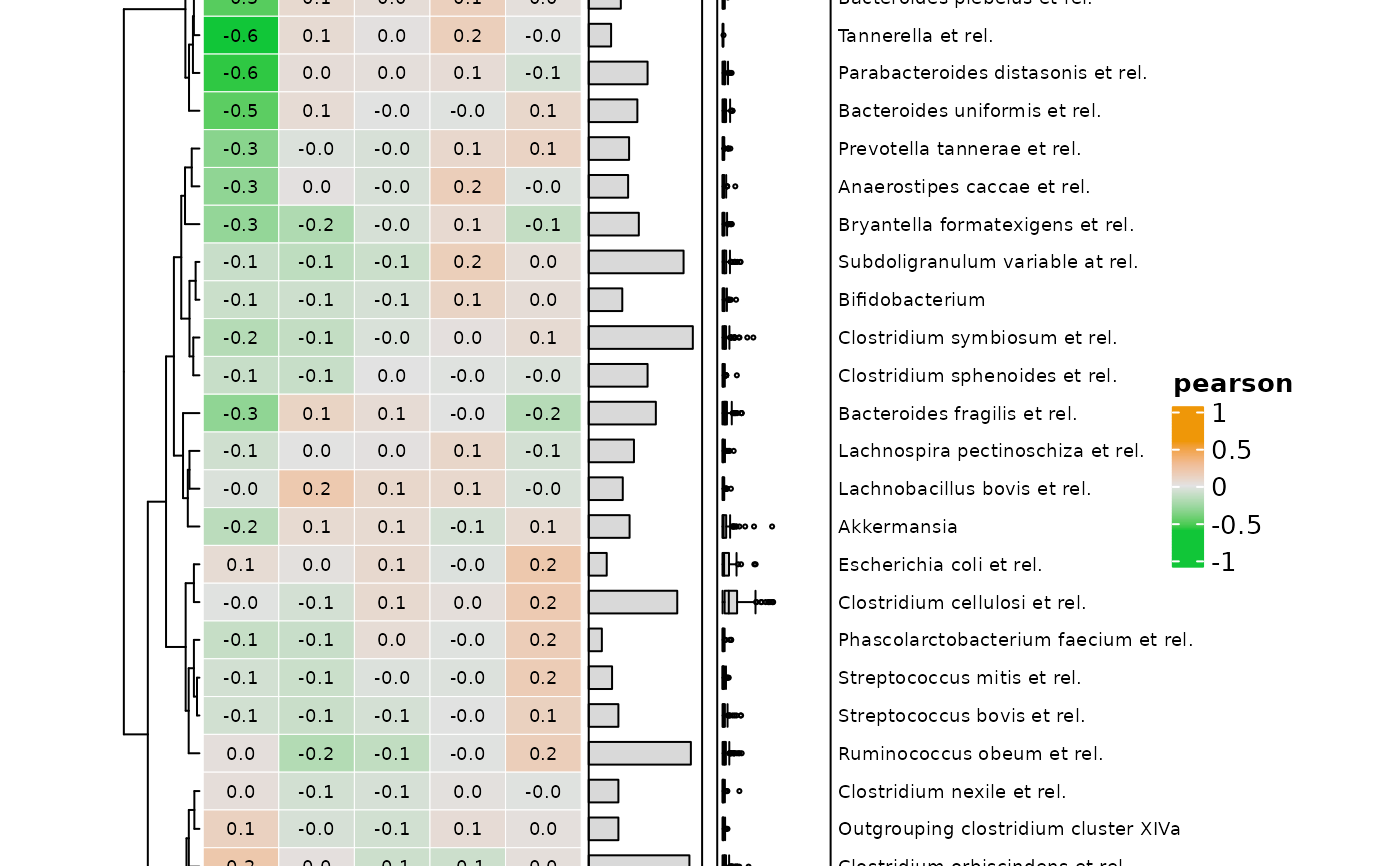 -0.6 0.1 0.0 0.2 -0.0 Tannerella et rel.
-0.6 0.0 0.0 0.1 -0.1 Parabacteroides distasonis et rel.
-0.5 0.1 -0.0 -0.0 0.1 Bacteroides uniformis et rel.
-0.3 -0.0 -0.0 0.1 0.1 Prevotella tannerae et rel.
-0.3 0.0 -0.0 0.2 -0.0 Anaerostipes caccae et rel.
-0.3 -0.2 -0.0 0.1 -0.1 Bryantella formatexigens et rel.
-0.1 -0.1 -0.1 0.2 0.0 Subdoligranulum variable at rel.
-0.1 -0.1 -0.1 0.1 0.0 Bifidobacterium
-0.2 -0.1 -0.0 0.0 0.1 Clostridium symbiosum et rel.
-0.1 -0.1 0.0 -0.0 -0.0 Clostridium sphenoides et rel.
pearson
-0.3 0.1 0.1 -0.0 -0.2 Bacteroides fragilis et rel.
1
-0.1 0.0 0.0 0.1 -0.1 Lachnospira pectinoschiza et rel.
0.5
-0.0 0.2 0.1 0.1 -0.0 Lachnobacillus bovis et rel.
0
-0.2 0.1 0.1 -0.1 0.1 Akkermansia
-0.5
0.1 0.0 0.1 -0.0 0.2 Escherichia coli et rel.
-1
-0.0 -0.1 0.1 0.0 0.2 Clostridium cellulosi et rel.
-0.1 -0.1 0.0 -0.0 0.2 Phascolarctobacterium faecium et rel.
-0.1 -0.1 -0.0 -0.0 0.2 Streptococcus mitis et rel.
-0.1 -0.1 -0.1 -0.0 0.1 Streptococcus bovis et rel.
0.0 -0.2 -0.1 -0.0 0.2 Ruminococcus obeum et rel.
0.0 -0.1 -0.1 0.0 -0.0 Clostridium nexile et rel.
0.1 -0.0 -0.1 0.1 0.0 Outgrouping clostridium cluster XIVa